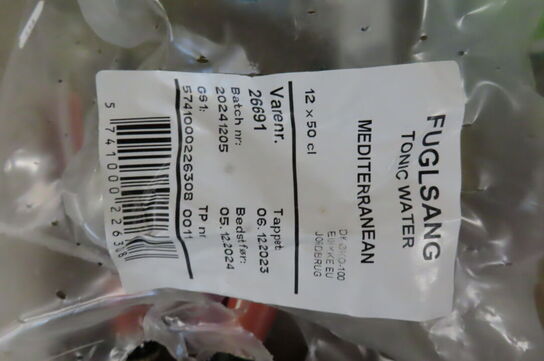 FUGLSANG
TONIC WATER
DK-ØKO-100
EU/IKKE EU
JORDBRUG
MEDITERRANEAN
12 x 50 cl
Varenr.
26691
Tappet
06.12.2023
Batch nr:
20241205
Bedst før:
05.12.2024
GS1:
5741000226308 0011
TP nr
5 741000 226308